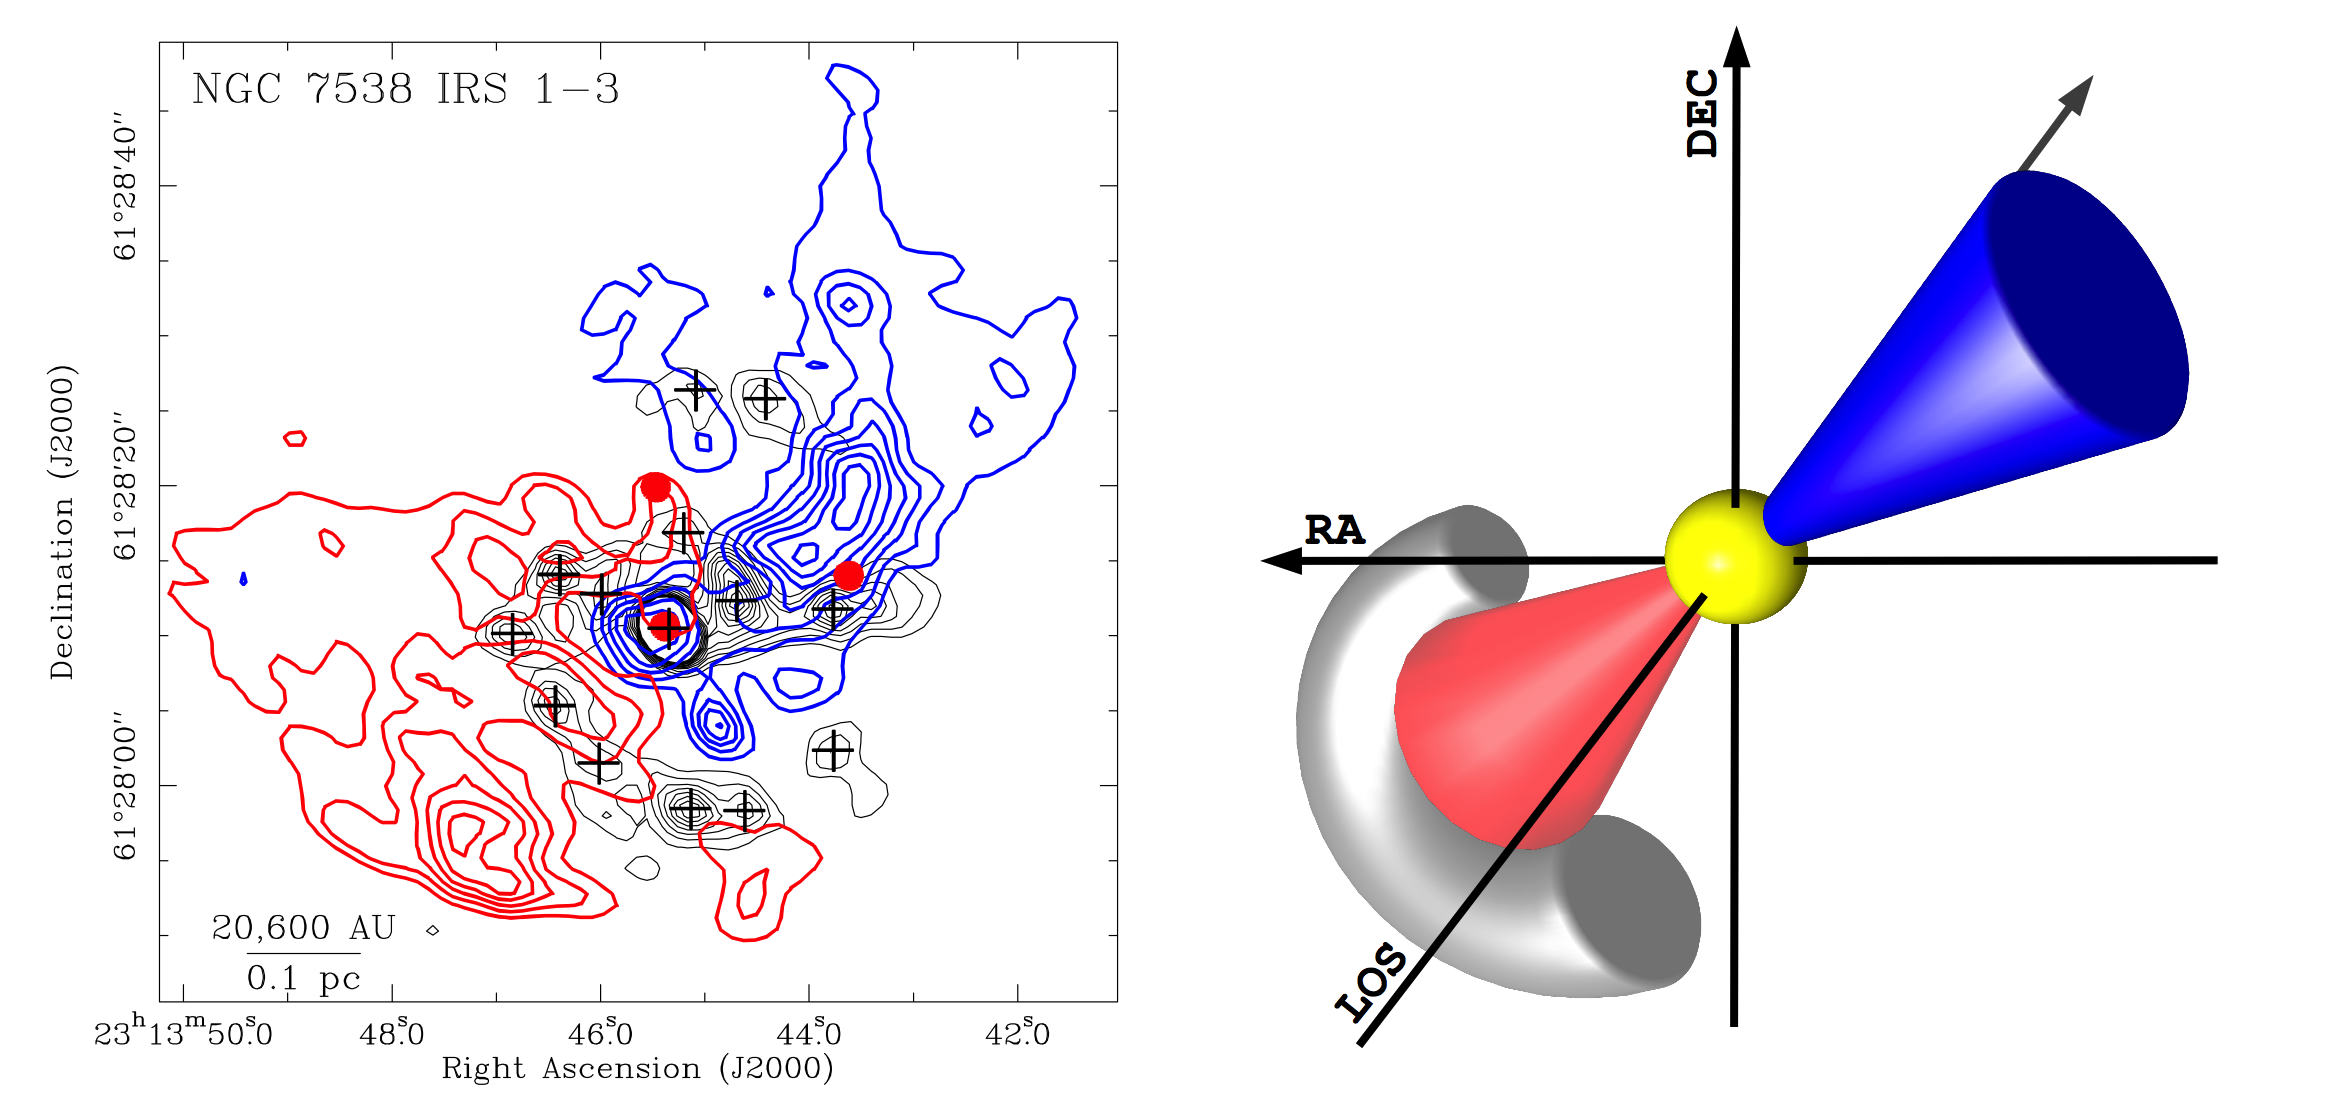 NGC 7538 IRS 1-3
61°28′40″
61°28′20″
61°28′00″
Declination (J2000)
20,600 AU
0.1 pc
23ʰ13ᵐ50ˢ.0
48ˢ.0
46ˢ.0
44ˢ.0
42ˢ.0
Right Ascension (J2000)
DEC
RA
LOS